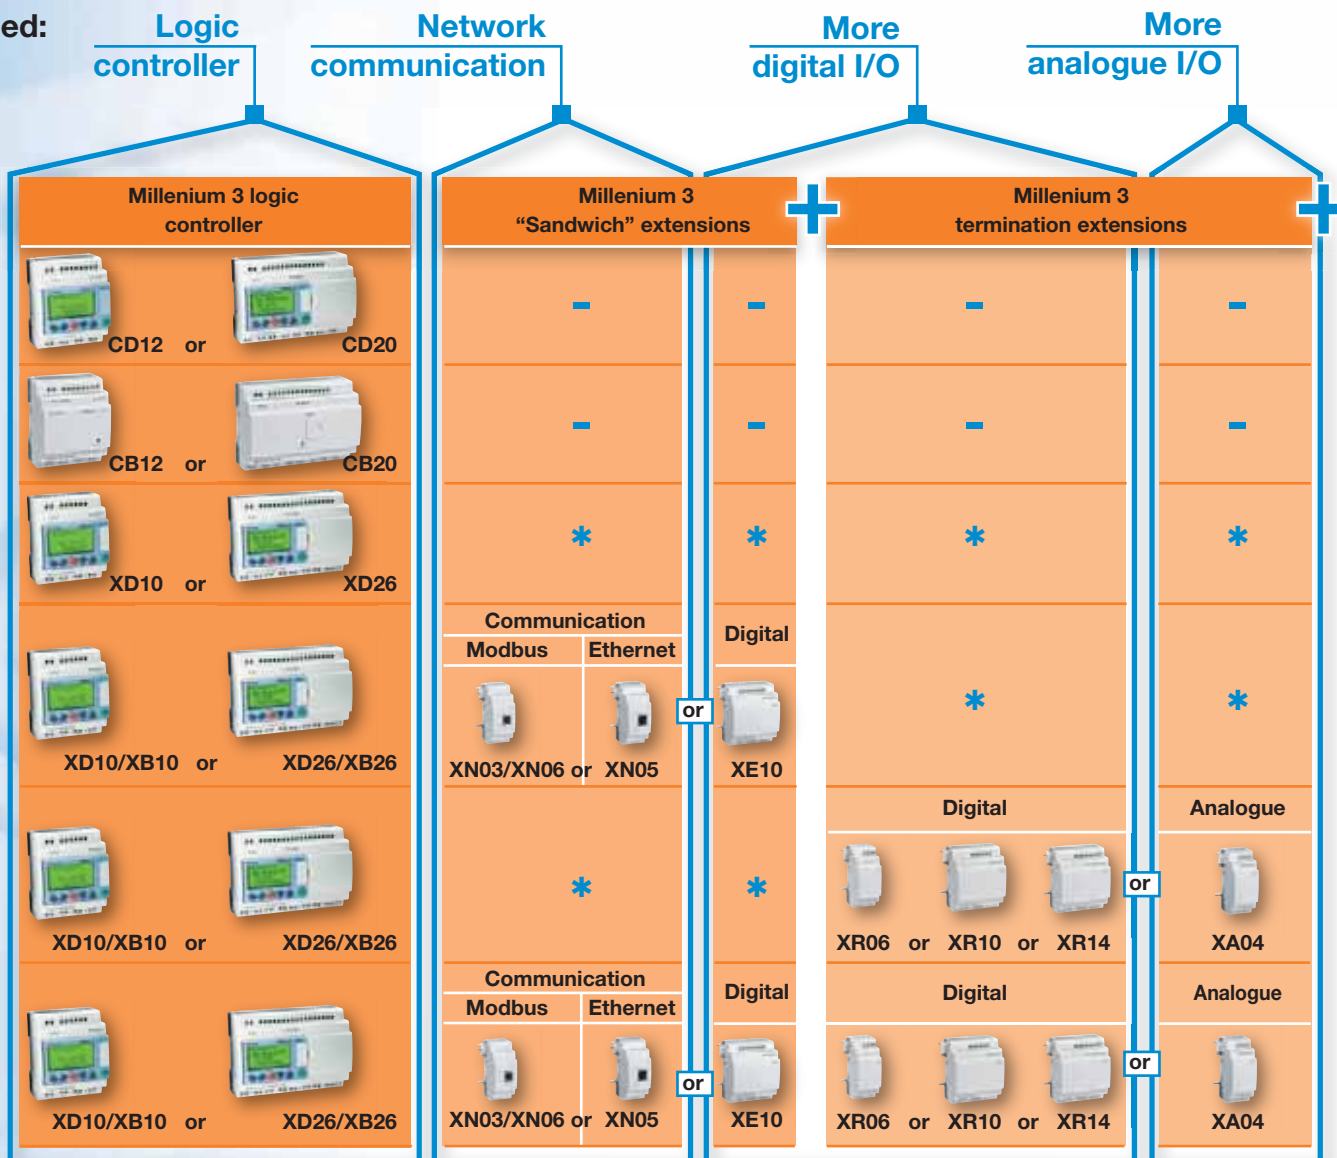 ed:
Logic
controller
Network
communication
More
digital I/O
More
analogue I/O
Millenium 3 logic
controller
Millenium 3
“Sandwich” extensions
+
Millenium 3
termination extensions
+
CD12 or CD20
- - - -
CB12 or CB20
- - - -
XD10 or XD26
* * * *
Communication
Modbus Ethernet
Digital
XD10/XB10 or XD26/XB26
XN03/XN06 or XN05
or
XE10
* *
XD10/XB10 or XD26/XB26
* *
Digital
XR06 or XR10 or XR14
or
Analogue
XA04
Communication
Modbus Ethernet
Digital
Digital
Analogue
XD10/XB10 or XD26/XB26
XN03/XN06 or XN05
or
XE10
XR06 or XR10 or XR14
or
XA04